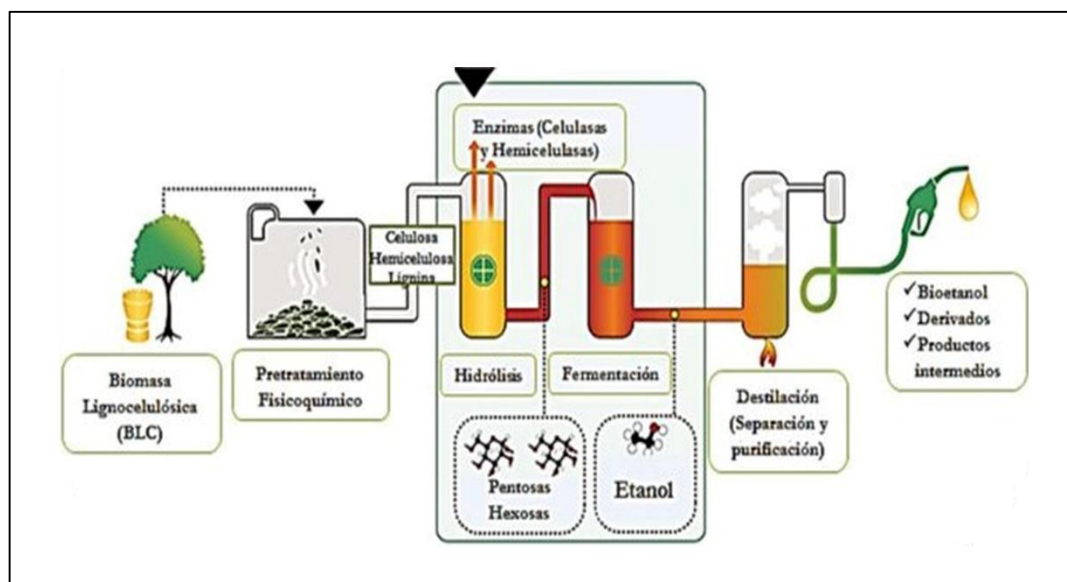 Enzimas (Celulasas
y Hemicelulasas)
Celulosa
Hemicelulosa
Lignina
Biomasa
Lignocelulósica
(BLC)
Pretratamiento
Fisicoquímico
Hidrólisis
Fermentación
Pentosas
Hexosas
Etanol
Destilación
(Separación y
purificación)
✓Bioetanol
✓Derivados
✓Productos
intermedios